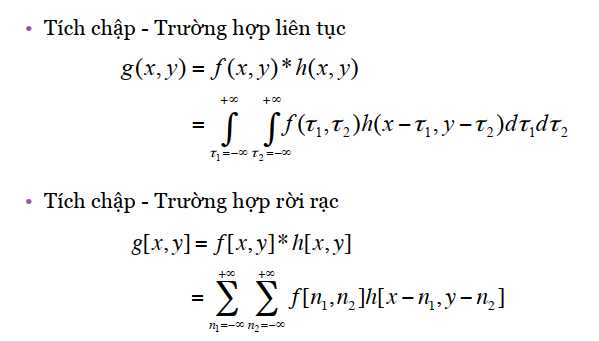 • Tích chập - Trường hợp liên tục
g(x, y) = f(x, y) * h(x, y)
= ∫_{τ₁=−∞}^{+∞} ∫_{τ₂=−∞}^{+∞} f(τ₁, τ₂)h(x − τ₁, y − τ₂)dτ₁dτ₂
• Tích chập - Trường hợp rời rạc
g[x, y] = f[x, y] * h[x, y]
= ∑_{n₁=−∞}^{+∞} ∑_{n₂=−∞}^{+∞} f[n₁, n₂]h[x − n₁, y − n₂]